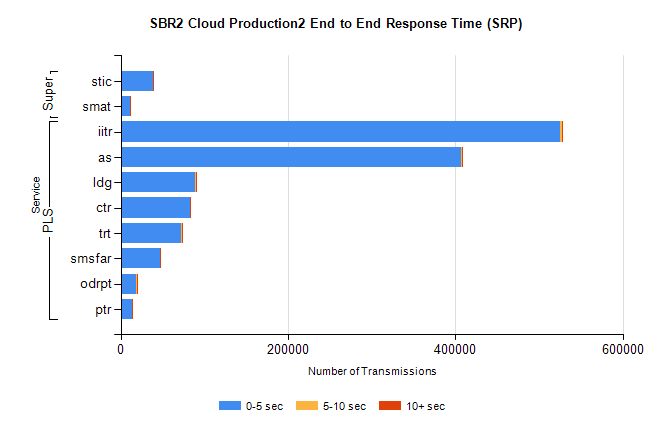 SBR2 Cloud Production2 End to End Response Time (SRP)
Super
stic
smat
Service
PLS
iitr
as
ldg
ctr
trt
smsfar
odrpt
ptr
0 200000 400000 600000
Number of Transmissions
0-5 sec 5-10 sec 10+ sec